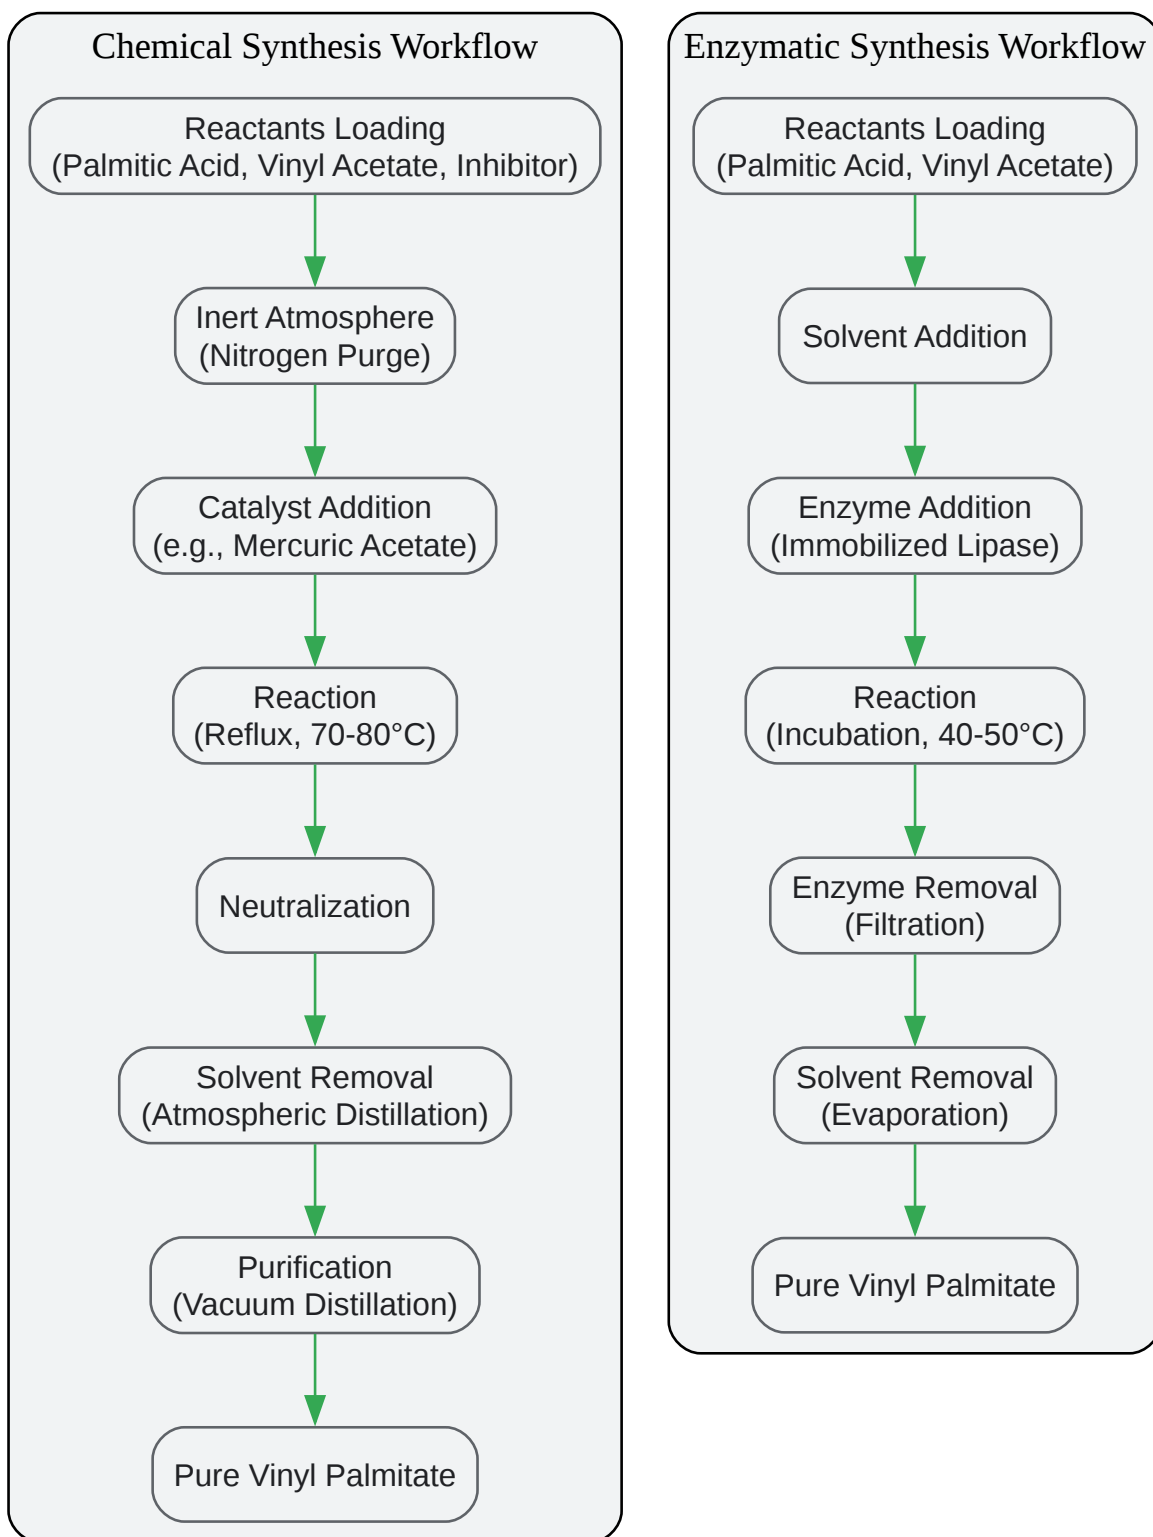 Chemical Synthesis Workflow
Reactants Loading
(Palmitic Acid, Vinyl Acetate, Inhibitor)
Inert Atmosphere
(Nitrogen Purge)
Catalyst Addition
(e.g., Mercuric Acetate)
Reaction
(Reflux, 70-80°C)
Neutralization
Solvent Removal
(Atmospheric Distillation)
Purification
(Vacuum Distillation)
Pure Vinyl Palmitate
Enzymatic Synthesis Workflow
Reactants Loading
(Palmitic Acid, Vinyl Acetate)
Solvent Addition
Enzyme Addition
(Immobilized Lipase)
Reaction
(Incubation, 40-50°C)
Enzyme Removal
(Filtration)
Solvent Removal
(Evaporation)
Pure Vinyl Palmitate